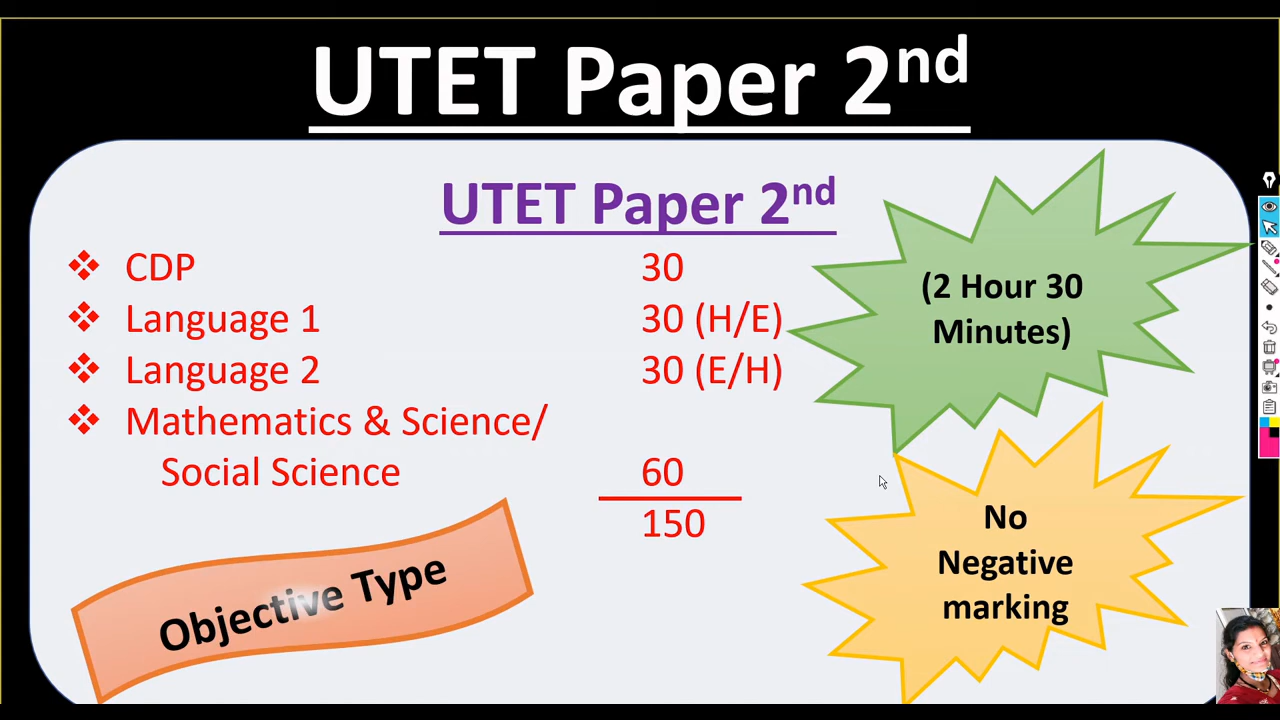 UTET Paper 2nd
UTET Paper 2nd
❖ CDP 30
❖ Language 1 30 (H/E)
❖ Language 2 30 (E/H)
❖ Mathematics & Science/
Social Science 60
150
(2 Hour 30
Minutes)
No
Negative
marking
Objective Type